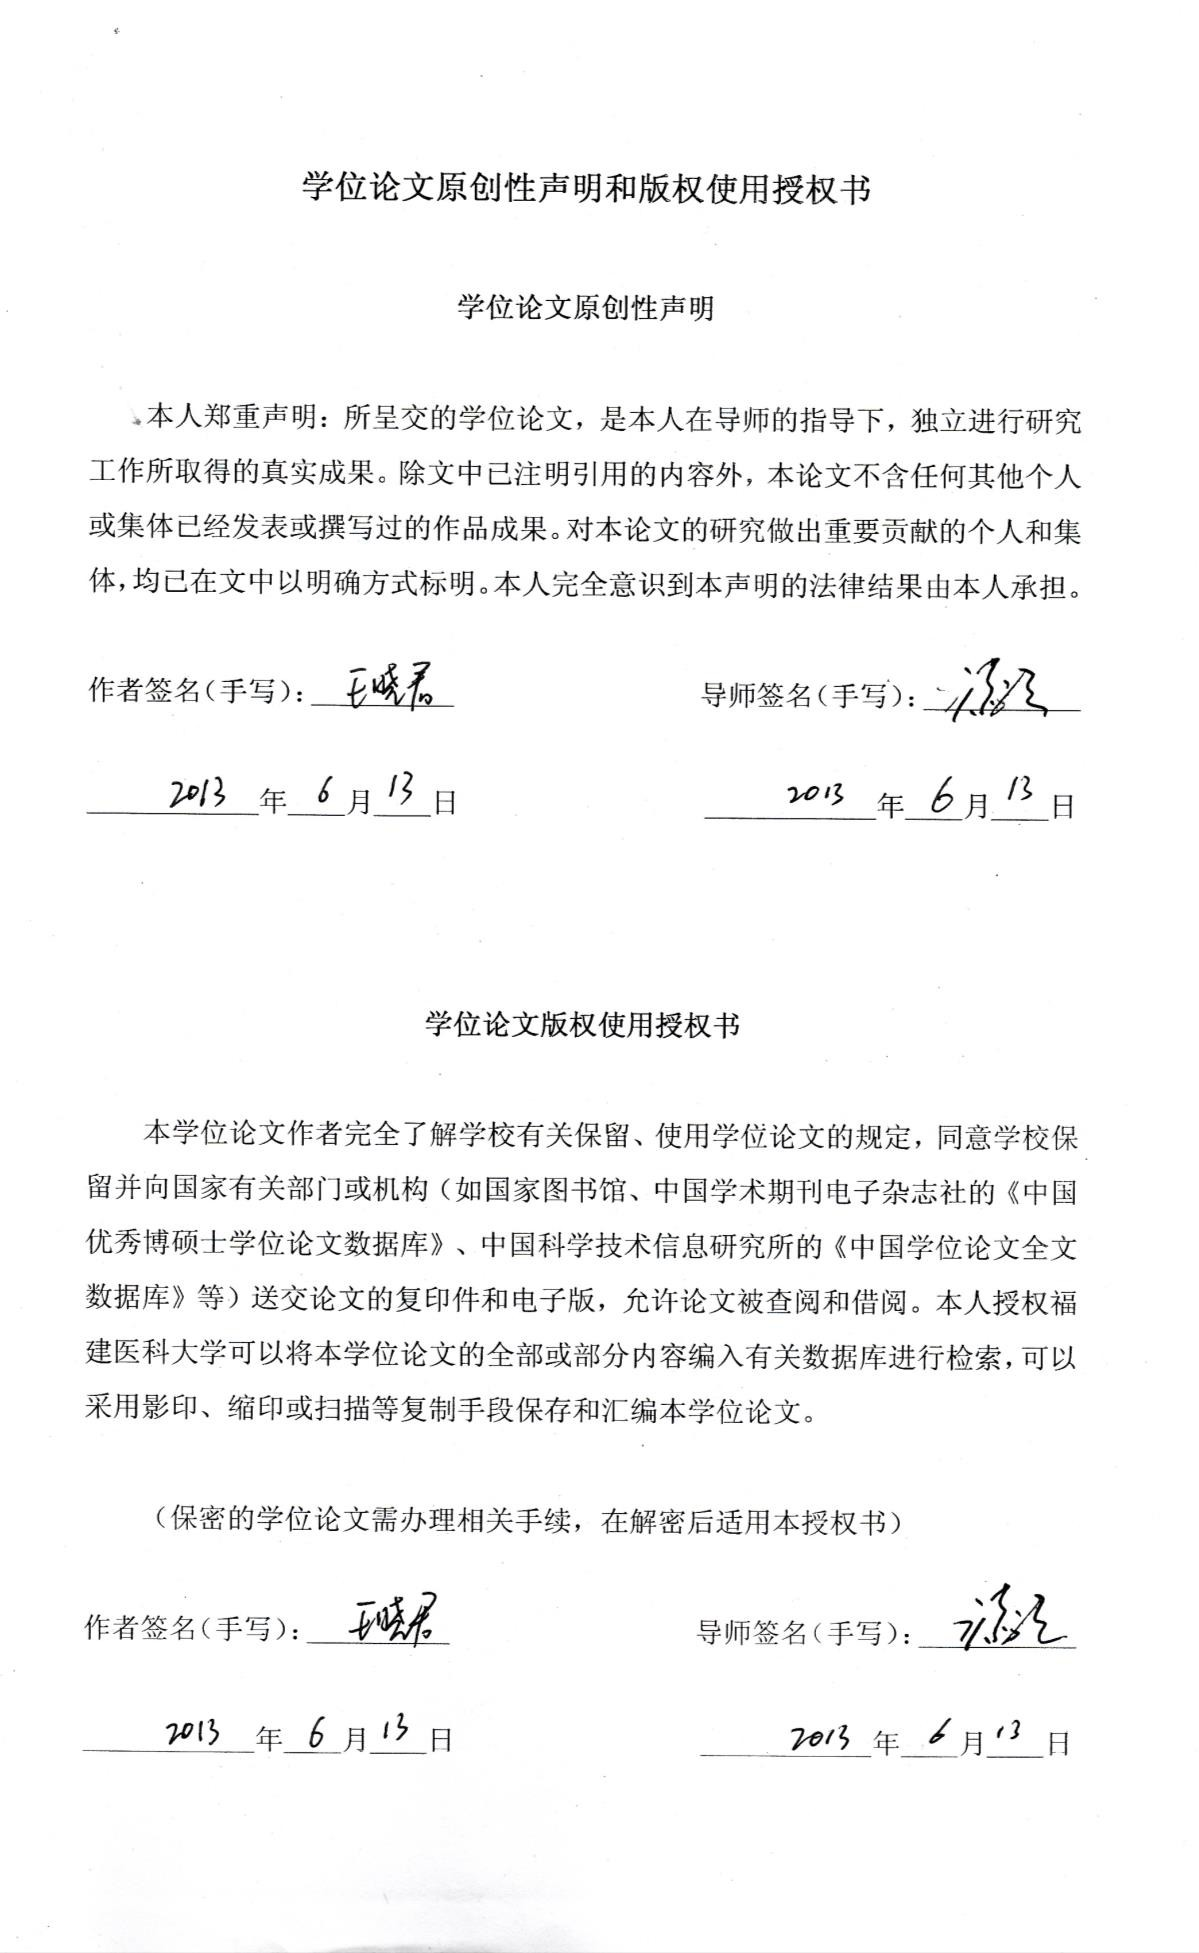 学位论文原创性声明和版权使用授权书
学位论文原创性声明
本人郑重声明：所呈交的学位论文，是本人在导师的指导下，独立进行研究
工作所取得的真实成果。除文中已注明引用的内容外，本论文不含任何其他个人
或集体已经发表或撰写过的作品成果。对本论文的研究做出重要贡献的个人和集
体，均已在文中以明确方式标明。本人完全意识到本声明的法律结果由本人承担。
作者签名（手写）：王晓君 导师签名（手写）：
2013 年 6 月 13 日 2013 年 6 月 13 日
学位论文版权使用授权书
本学位论文作者完全了解学校有关保留、使用学位论文的规定，同意学校保
留并向国家有关部门或机构（如国家图书馆、中国学术期刊电子杂志社的《中国
优秀博硕士学位论文数据库》、中国科学技术信息研究所的《中国学位论文全文
数据库》等）送交论文的复印件和电子版，允许论文被查阅和借阅。本人授权福
建医科大学可以将本学位论文的全部或部分内容编入有关数据库进行检索，可以
采用影印、缩印或扫描等复制手段保存和汇编本学位论文。
（保密的学位论文需办理相关手续，在解密后适用本授权书）
作者签名（手写）：王晓君 导师签名（手写）：
2013 年 6 月 13 日 2013 年 6 月 13 日